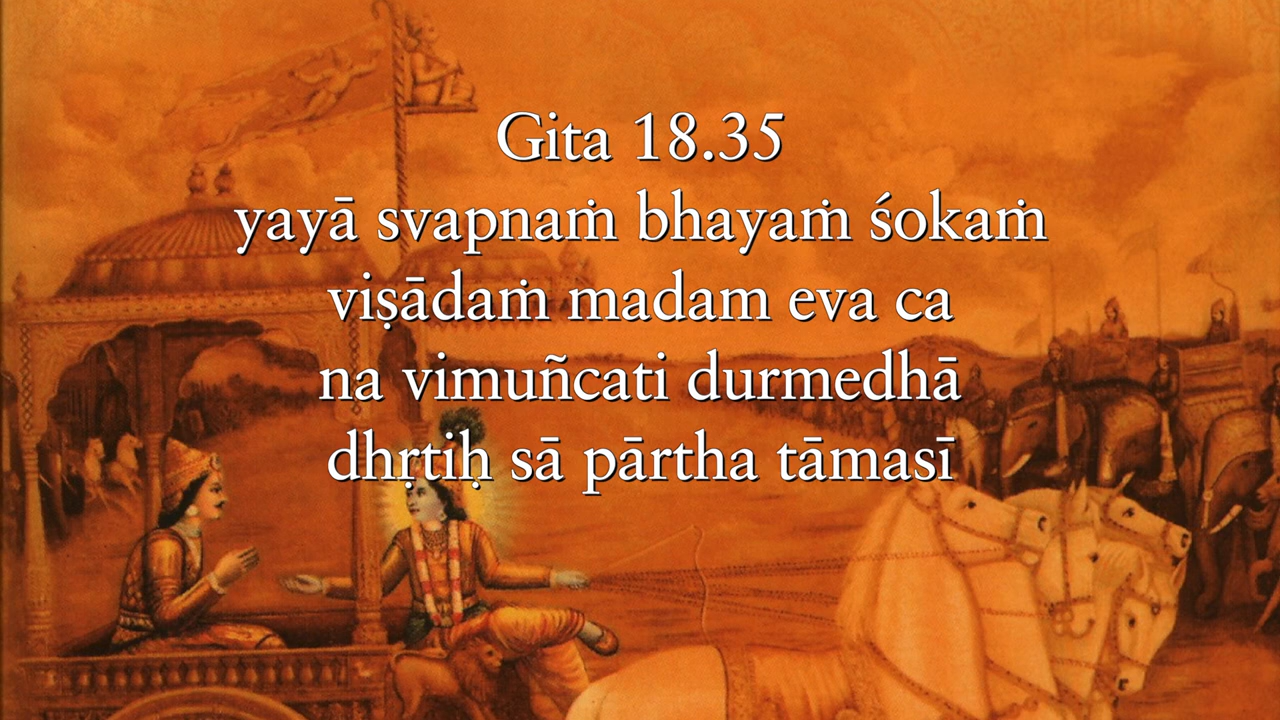 Gita 18.35
yayā svapnaṁ bhayaṁ śokaṁ
viṣādaṁ madam eva ca
na vimuñcati durmedhā
dhṛtiḥ sā pārtha tāmasī